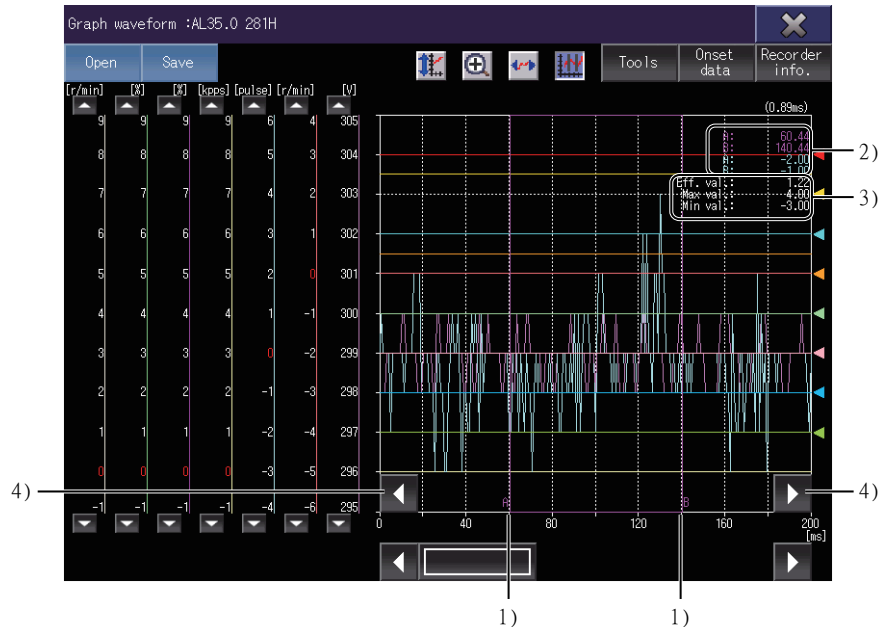 Graph waveform :AL35.0 281H
Open Save Tools Onset data Recorder info.
[r/min] [%] [%] [kpps] [pulse] [r/min] [V]
(0.89ms)
9 9 9 9 6 4 305
8 8 8 8 5 3 304
7 7 7 7 4 2 303
6 6 6 6 3 1 302
5 5 5 5 2 0 301
4 4 4 4 1 -1 300
3 3 3 3 0 -2 299
2 2 2 2 -1 -3 298
1 1 1 1 -2 -4 297
0 0 0 0 -3 -5 296
-1 -1 -1 -1 -4 -6 295
A: 60.44
B: 140.44
A: -2.00
B: -1.00
Eff. val.: 1.22
Max val.: 4.00
Min val.: -3.00
2)
3)
4)
4)
A B
0 40 80 120 160 200
[ms]
1) 1)